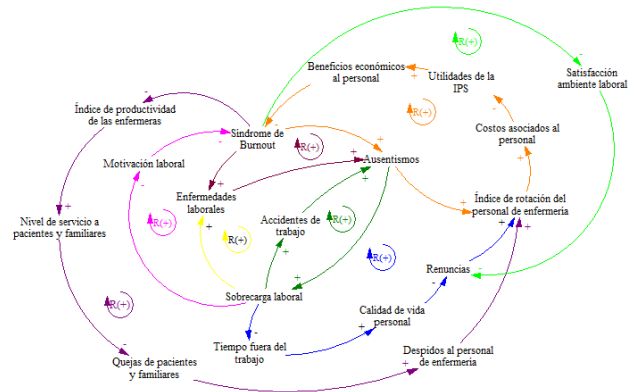 R(+)
Beneficios económicos
al personal
Utilidades de la
IPS
Satisfacción
ambiente laboral
Índice de productividad
de las enfermeras
R(+)
Costos asociados al
personal
Síndrome de
Burnout
R(+)
Motivación laboral
Ausentismos
Enfermedades
laborales
Índice de rotación del
personal de enfermeria
Nivel de servicio a
pacientes y familiares
R(+)
R(+)
Accidentes de
trabajo
R(+)
R(+)
Renuncias
Sobrecarga laboral
R(+)
Calidad de vida
personal
Tiempo fuera del
trabajo
Quejas de pacientes
y familiares
Despidos al personal
de enfermeria